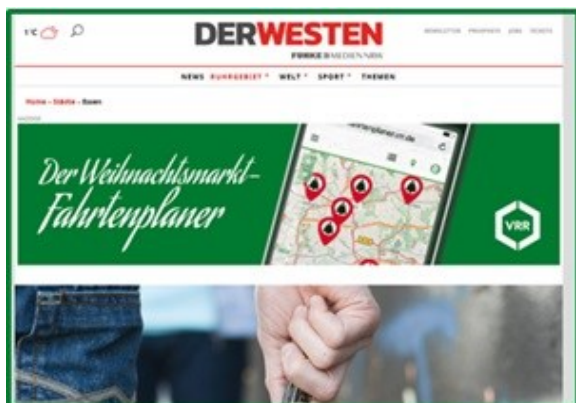 1°C
DERWESTEN
NEWSLETTER PROSPEKTE JOBS TICKETS
FUNKE MEDIEN NRW
NEWS RUHRGEBIET WELT SPORT THEMEN
Home - Städte - Essen
ANZEIGE
Der Weihnachtsmarkt-
Fahrtenplaner
VRR